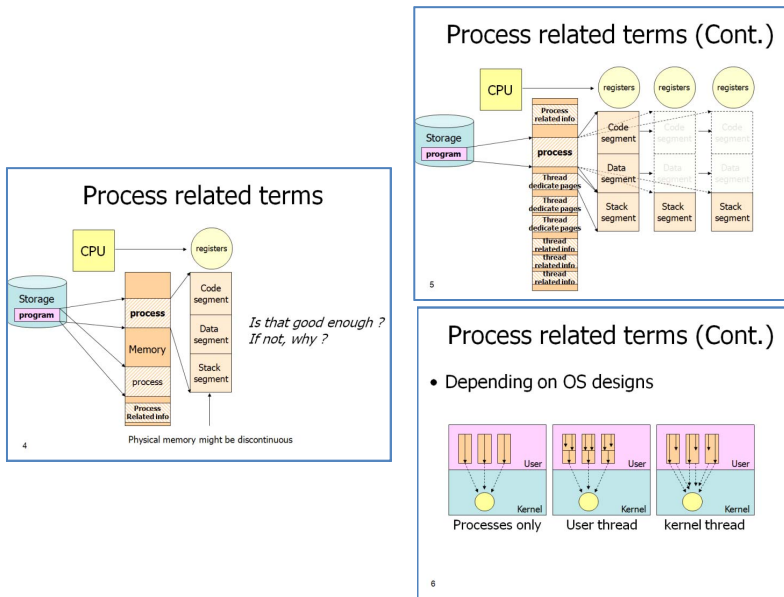 Process related terms
CPU
registers
Storage
program
process
Memory
process
Process
Related info
Code
segment
Data
segment
Stack
segment
Is that good enough ?
If not, why ?
Physical memory might be discontinuous
4
Process related terms (Cont.)
CPU
registers
registers
registers
Storage
program
Process
related info
process
Thread
dedicate pages
Thread
dedicate pages
Thread
dedicate pages
thread
related info
thread
related info
thread
related info
Code
segment
Data
segment
Stack
segment
Code
segment
Data
segment
Stack
segment
Code
segment
Data
segment
Stack
segment
5
Process related terms (Cont.)
• Depending on OS designs
User
User
User
Kernel
Kernel
Kernel
Processes only
User thread
kernel thread
6